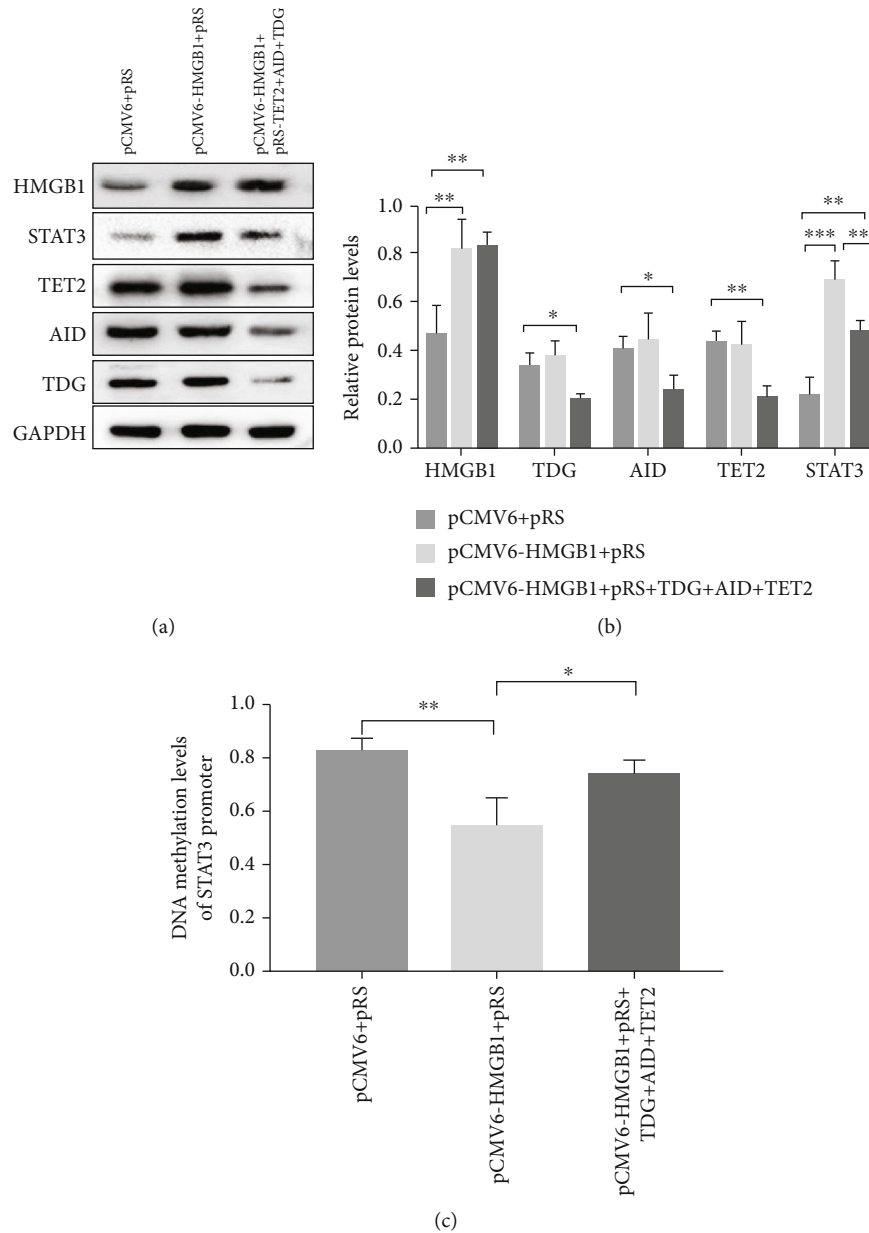 pCMV6+pRS
pCMV6-HMGB1+pRS
pCMV6-HMGB1+
pRS-TET2+AID+TDG
HMGB1
STAT3
TET2
AID
TDG
GAPDH
(a)
Relative protein levels
1.0
0.8
0.6
0.4
0.2
0.0
**
**
*
*
**
**
***
**
HMGB1 TDG AID TET2 STAT3
pCMV6+pRS
pCMV6-HMGB1+pRS
pCMV6-HMGB1+pRS+TDG+AID+TET2
(b)
DNA methylation levels
of STAT3 promoter
1.0
0.8
0.6
0.4
0.2
0.0
**
*
pCMV6+pRS
pCMV6-HMGB1+pRS
pCMV6-HMGB1+pRS+
TDG+AID+TET2
(c)